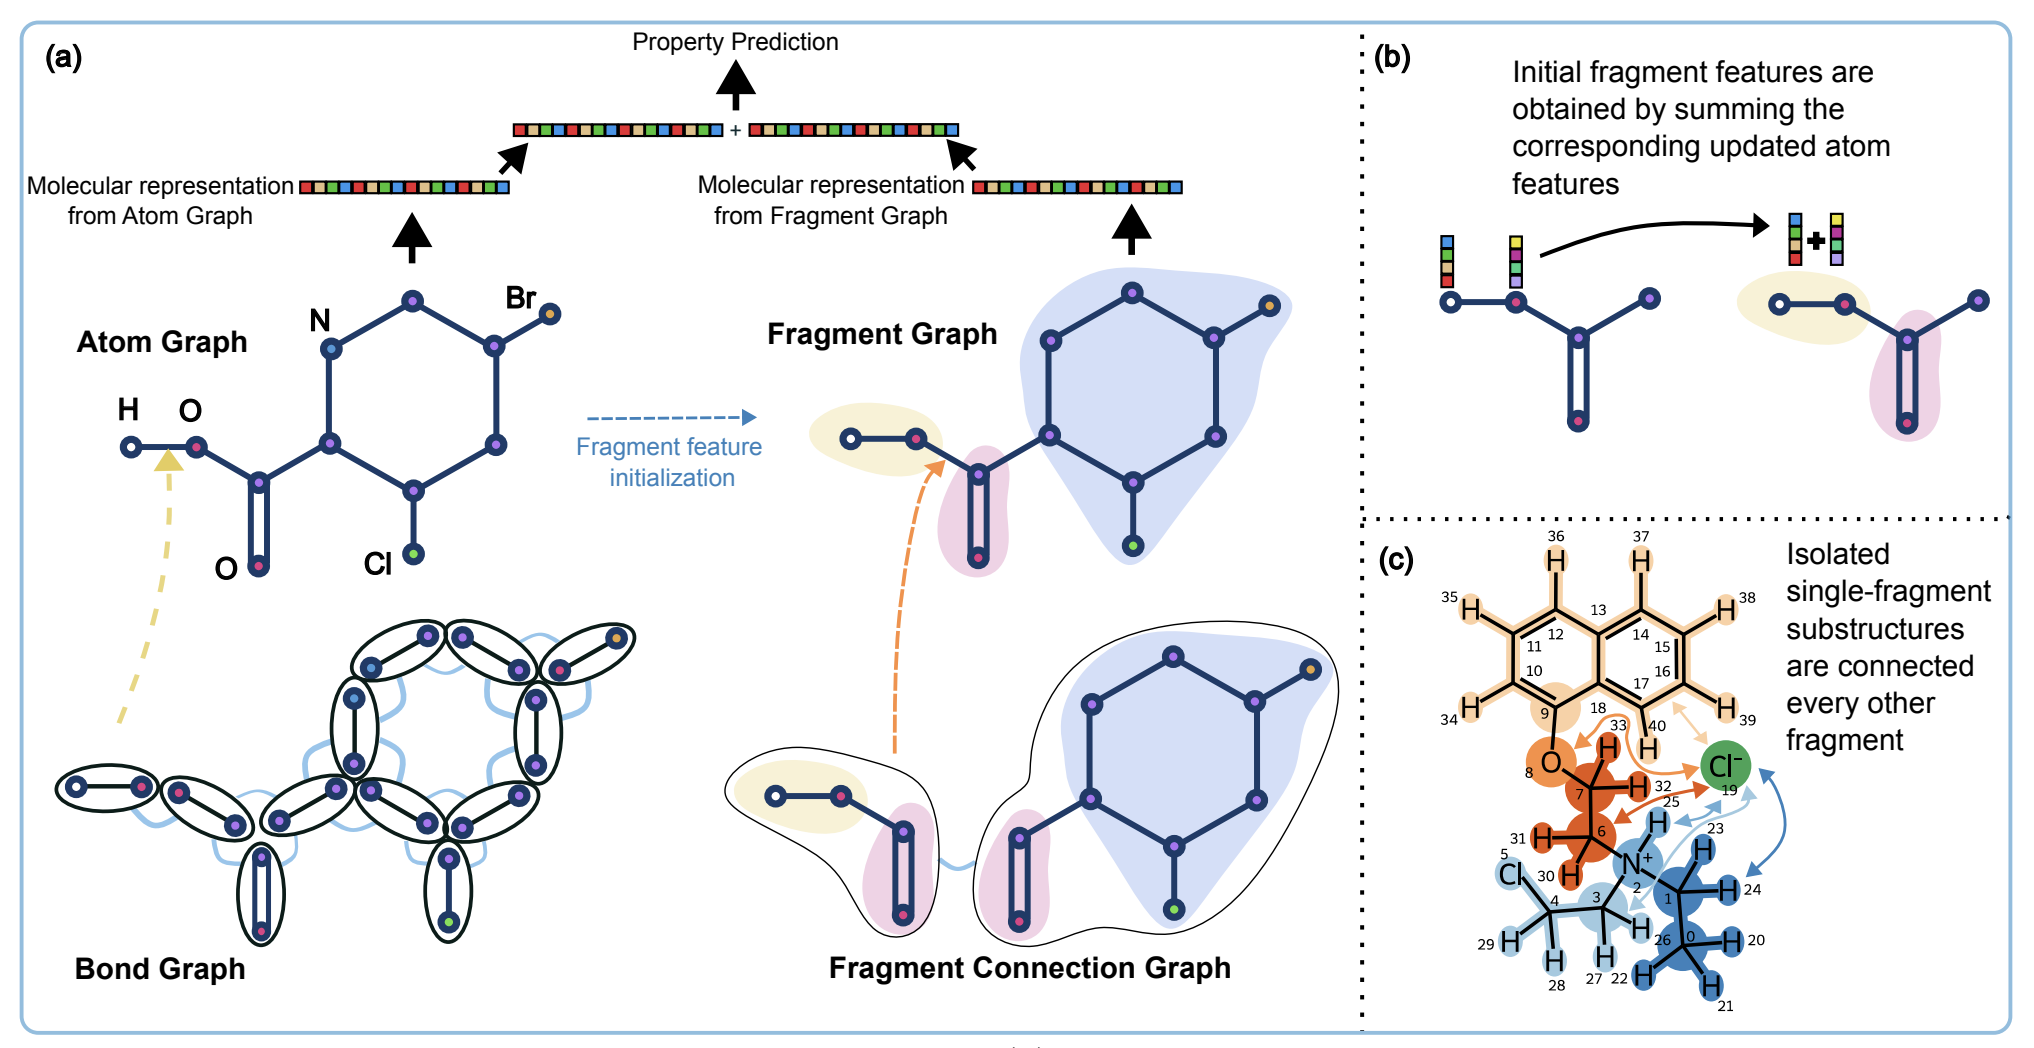 (a)
Property Prediction
+
Molecular representation
from Atom Graph
Molecular representation
from Fragment Graph
Atom Graph
N
Br
H
O
O
Cl
Fragment feature
initialization
Fragment Graph
Bond Graph
Fragment Connection Graph
(b)
Initial fragment features are
obtained by summing the
corresponding updated atom
features
+
(c)
Isolated
single-fragment
substructures
are connected
every other
fragment
36
37
H
H
35
H
13
H
38
12
14
11
15
10
16
17
34
H
9
18
H
39
33
40
H
H
O
8
Cl⁻
19
7
H
32
25
31
H
6
H
23
H
5
Cl
30
H
N⁺
2
1
H
24
4
3
29
H
H
26
0
H
20
H
28
H
27
22
H
H
21